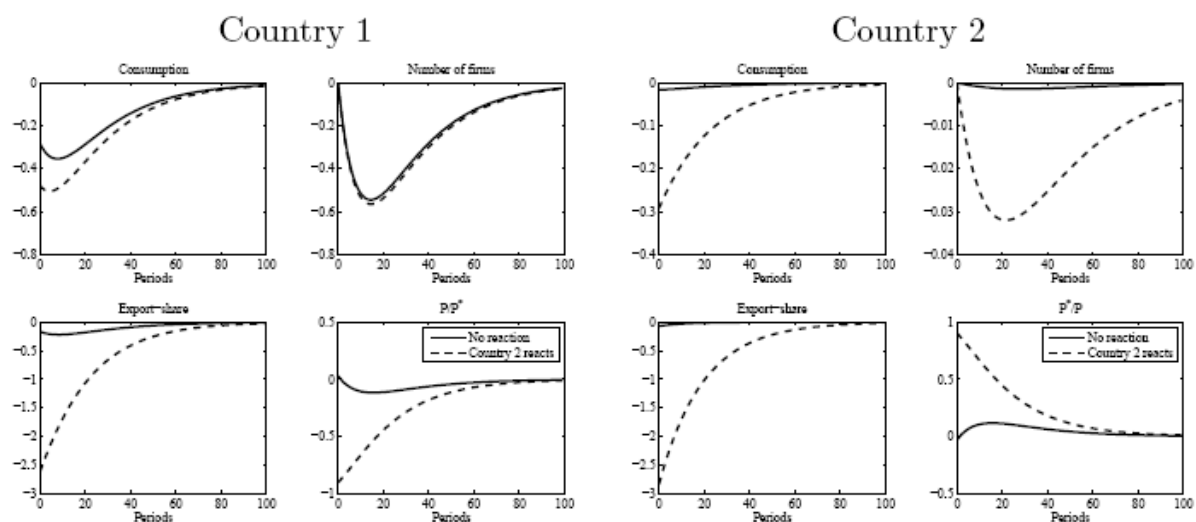 Country 1
Consumption
0
−0.2
−0.4
−0.6
−0.8
0 20 40 60 80 100
Periods
Number of firms
0
−0.2
−0.4
−0.6
−0.8
0 20 40 60 80 100
Periods
Export−share
0
−0.5
−1
−1.5
−2
−2.5
−3
0 20 40 60 80 100
Periods
P/P*
0.5
0
−0.5
−1
No reaction
Country 2 reacts
0 20 40 60 80 100
Periods
Country 2
Consumption
0
−0.1
−0.2
−0.3
−0.4
0 20 40 60 80 100
Periods
Number of firms
0
−0.01
−0.02
−0.03
−0.04
0 20 40 60 80 100
Periods
Export−share
0
−0.5
−1
−1.5
−2
−2.5
−3
0 20 40 60 80 100
Periods
P*/P
1
0.5
0
−0.5
No reaction
Country 2 reacts
0 20 40 60 80 100
Periods